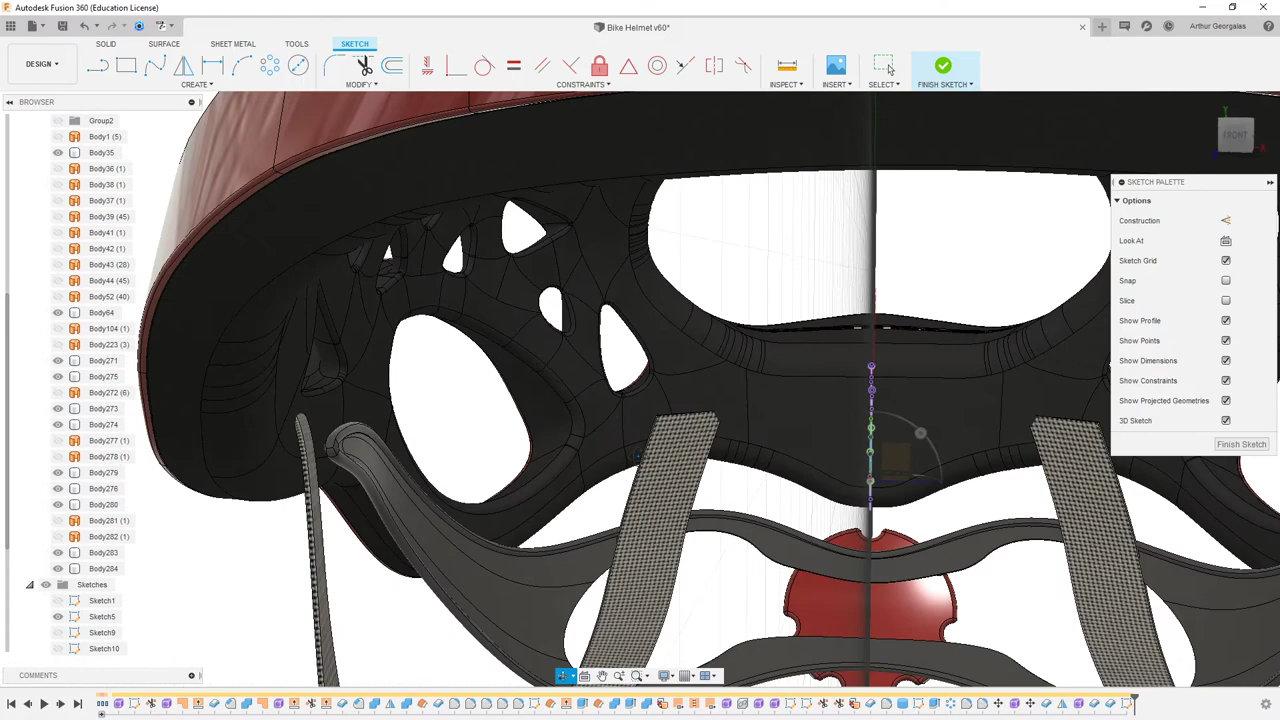 Autodesk Fusion 360 (Education License)
Bike Helmet v60*
Arthur Georgalas
DESIGN
SOLID
SURFACE
SHEET METAL
TOOLS
SKETCH
CREATE
MODIFY
CONSTRAINTS
INSPECT
INSERT
SELECT
FINISH SKETCH
BROWSER
Group2
Body1 (5)
Body35
Body36 (1)
Body38 (1)
Body37 (1)
Body39 (45)
Body41 (1)
Body42 (1)
Body43 (28)
Body44 (45)
Body52 (40)
Body64
Body104 (1)
Body223 (3)
Body271
Body275
Body272 (6)
Body273
Body274
Body277 (1)
Body278 (1)
Body279
Body276
Body280
Body281 (1)
Body282 (1)
Body283
Body284
Sketches
Sketch1
Sketch5
Sketch9
Sketch10
COMMENTS
Y
FRONT
X
Z
SKETCH PALETTE
Options
Construction
Look At
Sketch Grid
Snap
Slice
Show Profile
Show Points
Show Dimensions
Show Constraints
Show Projected Geometries
3D Sketch
Finish Sketch